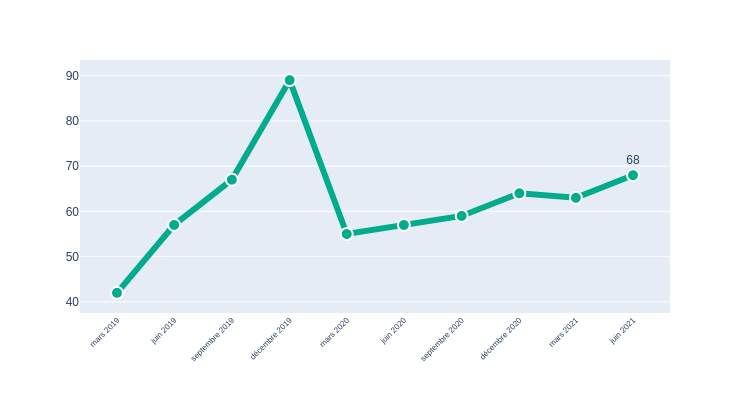 90
80
70
60
50
40
68
mars 2019
juin 2019
septembre 2019
décembre 2019
mars 2020
juin 2020
septembre 2020
décembre 2020
mars 2021
juin 2021